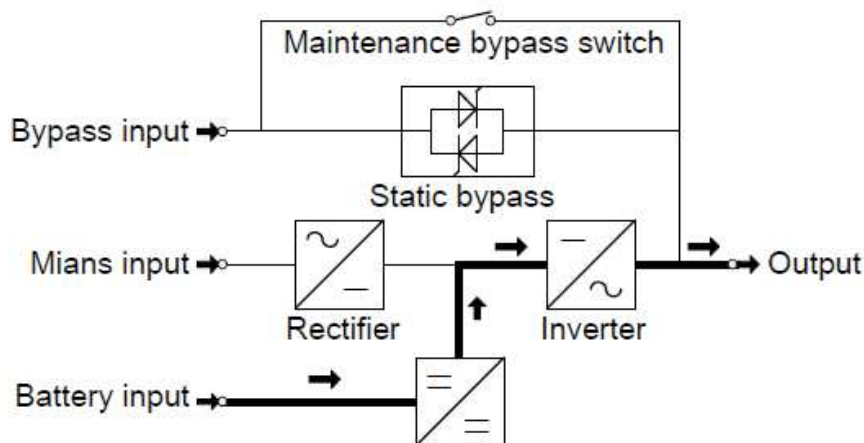 Maintenance bypass switch
Bypass input
Static bypass
Mians input
Output
Rectifier
Inverter
Battery input